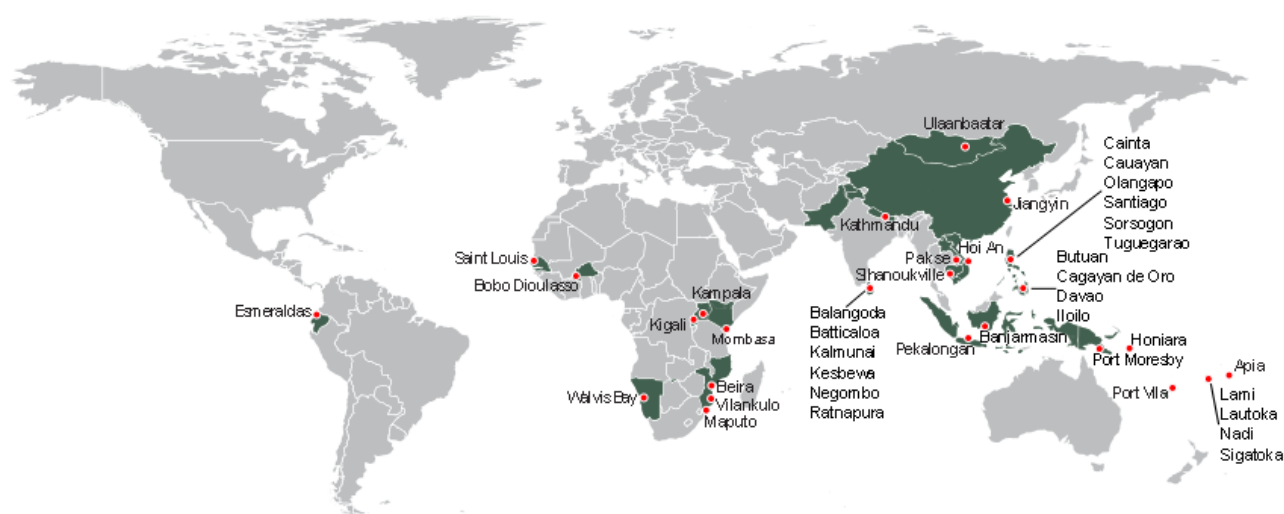 Ulaanbaatar
Cainta
Cauayan
Olangapo
Santiago
Sorsogon
Tuguegarao
Jiangyin
Kathmandu
Hoi An
Pakse
Sihanoukville
Butuan
Cagayan de Oro
Davao
Iloilo
Saint Louis
Bobo Dioulasso
Kampala
Kigali
Mombasa
Esmeraldas
Balangoda
Batticaloa
Kalmunai
Kesbewa
Negombo
Ratnapura
Banjarmasin
Pekalongan
Honiara
Port Moresby
Apia
Port Vila
Lami
Lautoka
Nadi
Sigatoka
Walvis Bay
Beira
Vilankulo
Maputo